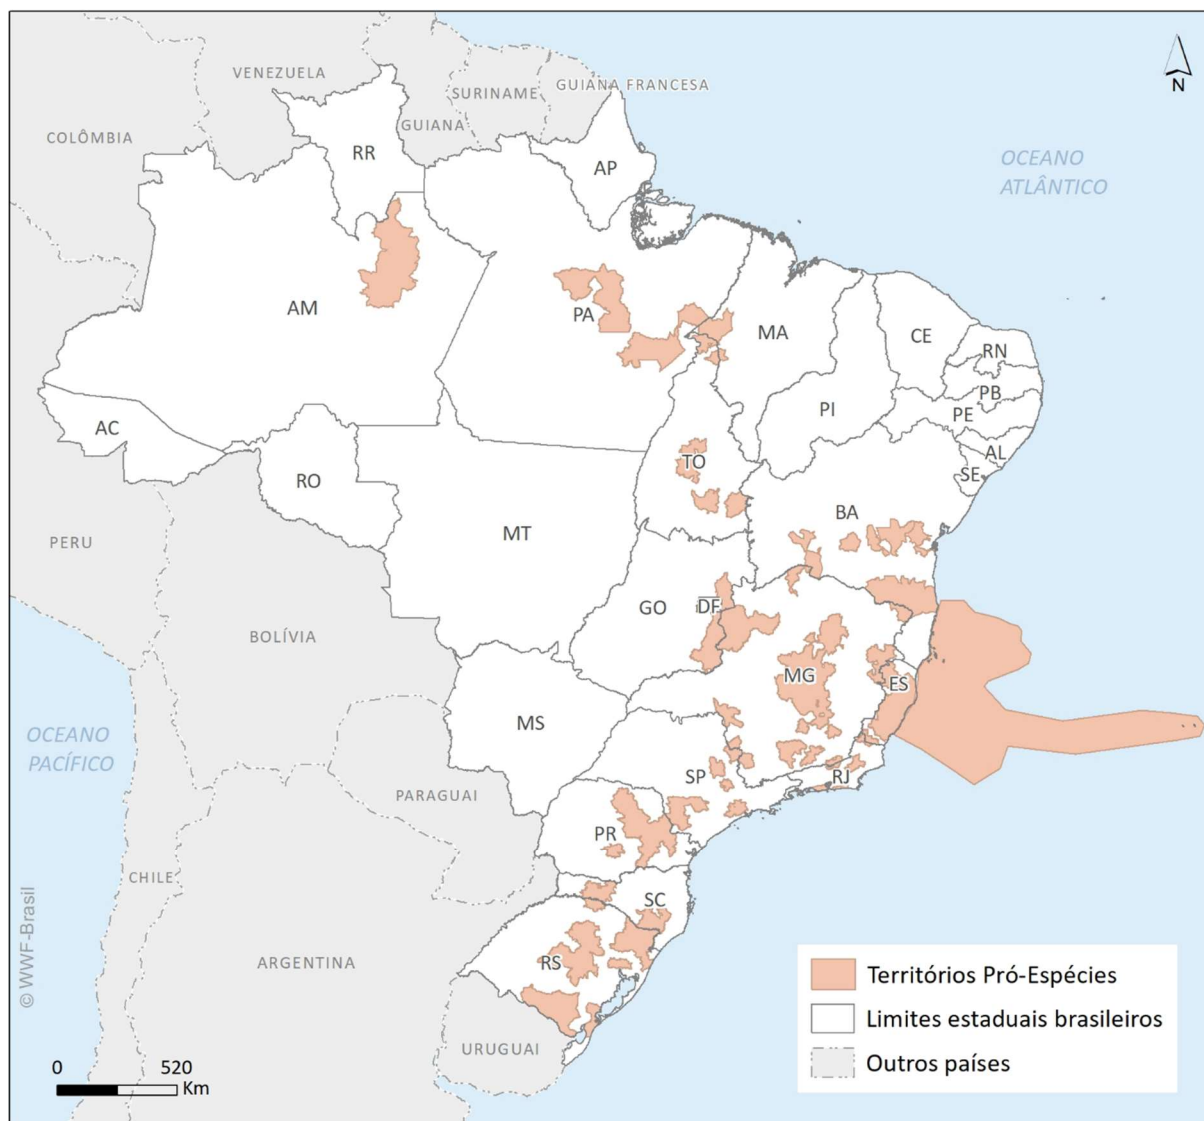 N
VENEZUELA
SURINAME
GUIANA FRANCESA
COLÔMBIA
GUIANA
RR
AP
OCEANO
ATLÂNTICO
AM
PA
MA
CE
RN
PB
PI
PE
AC
AL
TO
SE
RO
BA
MT
PERU
GO
DF
BOLÍVIA
MG
ES
MS
OCEANO
PACÍFICO
SP
RJ
PARAGUAI
PR
CHILE
SC
RS
ARGENTINA
© WWF-Brasil
URUGUAI
Territórios Pró-Espécies
Limites estaduais brasileiros
Outros países
0 520
Km